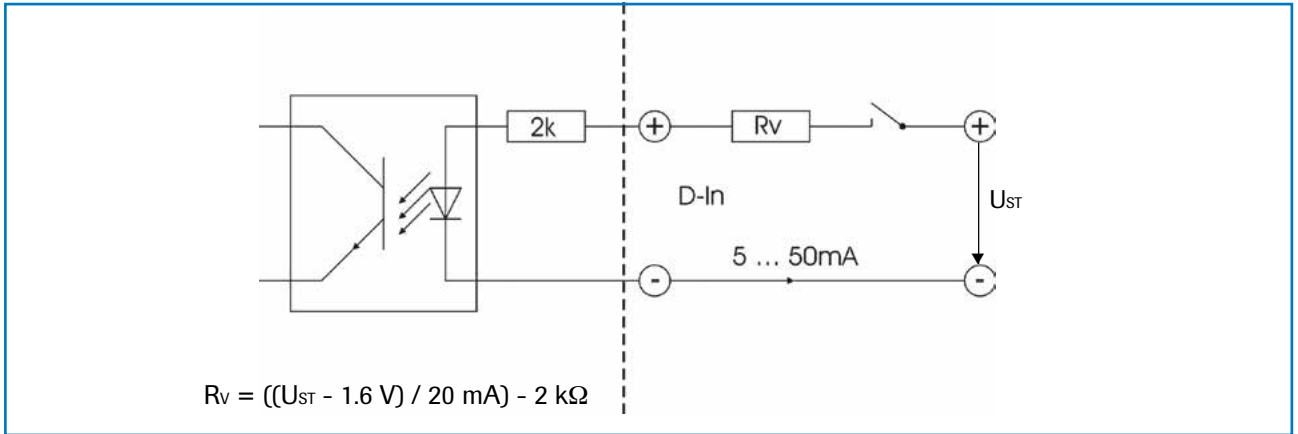 2k
+
Rv
+
D-In
UST
5 ... 50mA
-
-
RV = ((UST - 1.6 V) / 20 mA) - 2 kΩ